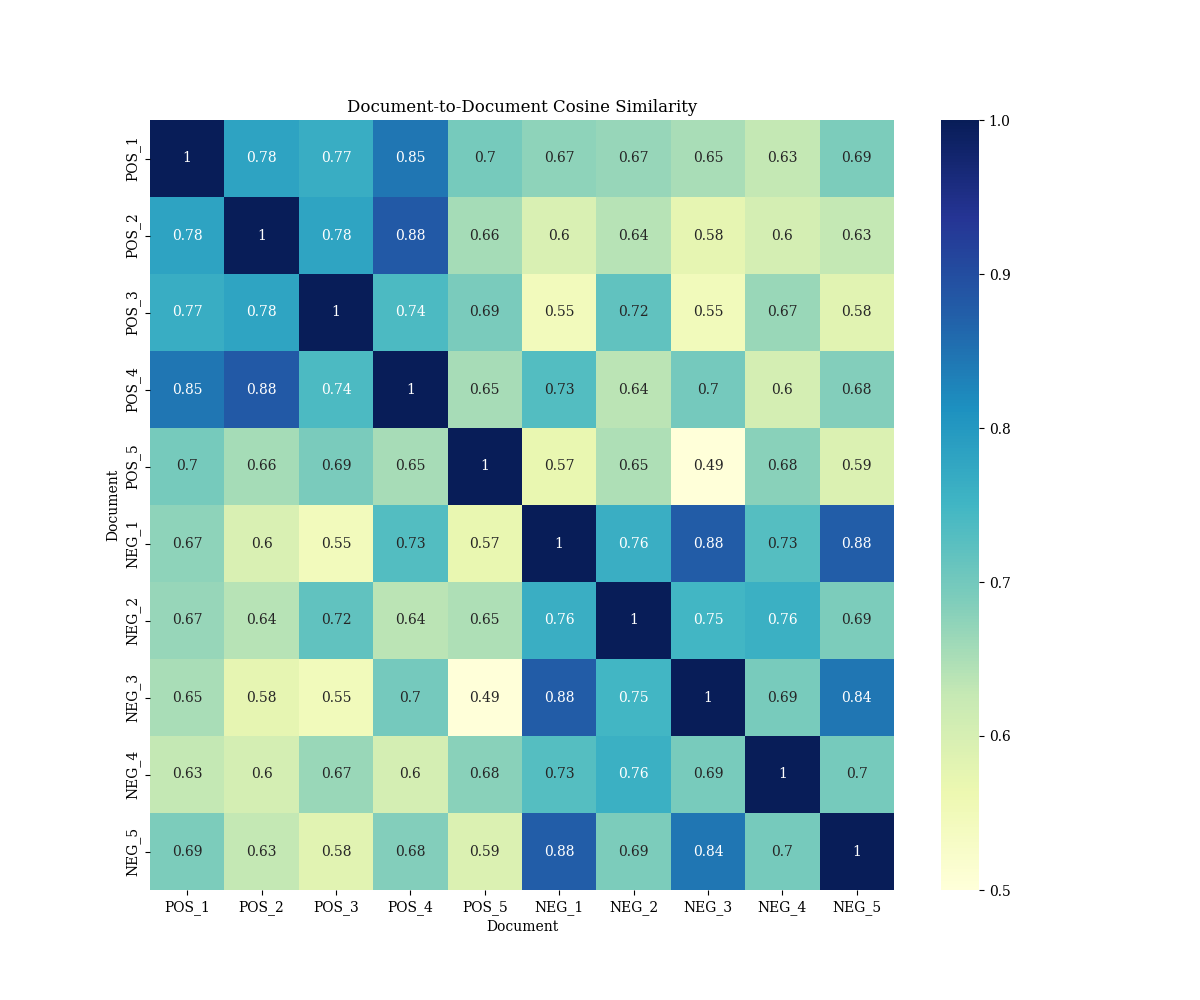 Document-to-Document Cosine Similarity
POS_1 1 0.78 0.77 0.85 0.7 0.67 0.67 0.65 0.63 0.69
POS_2 0.78 1 0.78 0.88 0.66 0.6 0.64 0.58 0.6 0.63
POS_3 0.77 0.78 1 0.74 0.69 0.55 0.72 0.55 0.67 0.58
POS_4 0.85 0.88 0.74 1 0.65 0.73 0.64 0.7 0.6 0.68
POS_5 0.7 0.66 0.69 0.65 1 0.57 0.65 0.49 0.68 0.59
NEG_1 0.67 0.6 0.55 0.73 0.57 1 0.76 0.88 0.73 0.88
NEG_2 0.67 0.64 0.72 0.64 0.65 0.76 1 0.75 0.76 0.69
NEG_3 0.65 0.58 0.55 0.7 0.49 0.88 0.75 1 0.69 0.84
NEG_4 0.63 0.6 0.67 0.6 0.68 0.73 0.76 0.69 1 0.7
NEG_5 0.69 0.63 0.58 0.68 0.59 0.88 0.69 0.84 0.7 1
POS_1 POS_2 POS_3 POS_4 POS_5 NEG_1 NEG_2 NEG_3 NEG_4 NEG_5
Document
Document
1.0
0.9
0.8
0.7
0.6
0.5